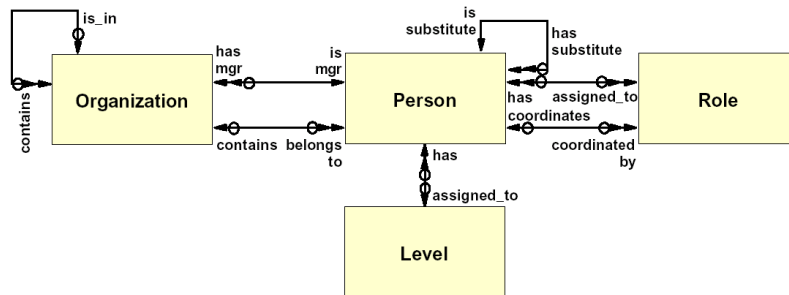 is_in
contains
Organization
has
mgr
is
mgr
contains
belongs
to
is
substitute
has
substitute
Person
has
assigned_to
coordinates
coordinated
by
Role
has
assigned_to
Level